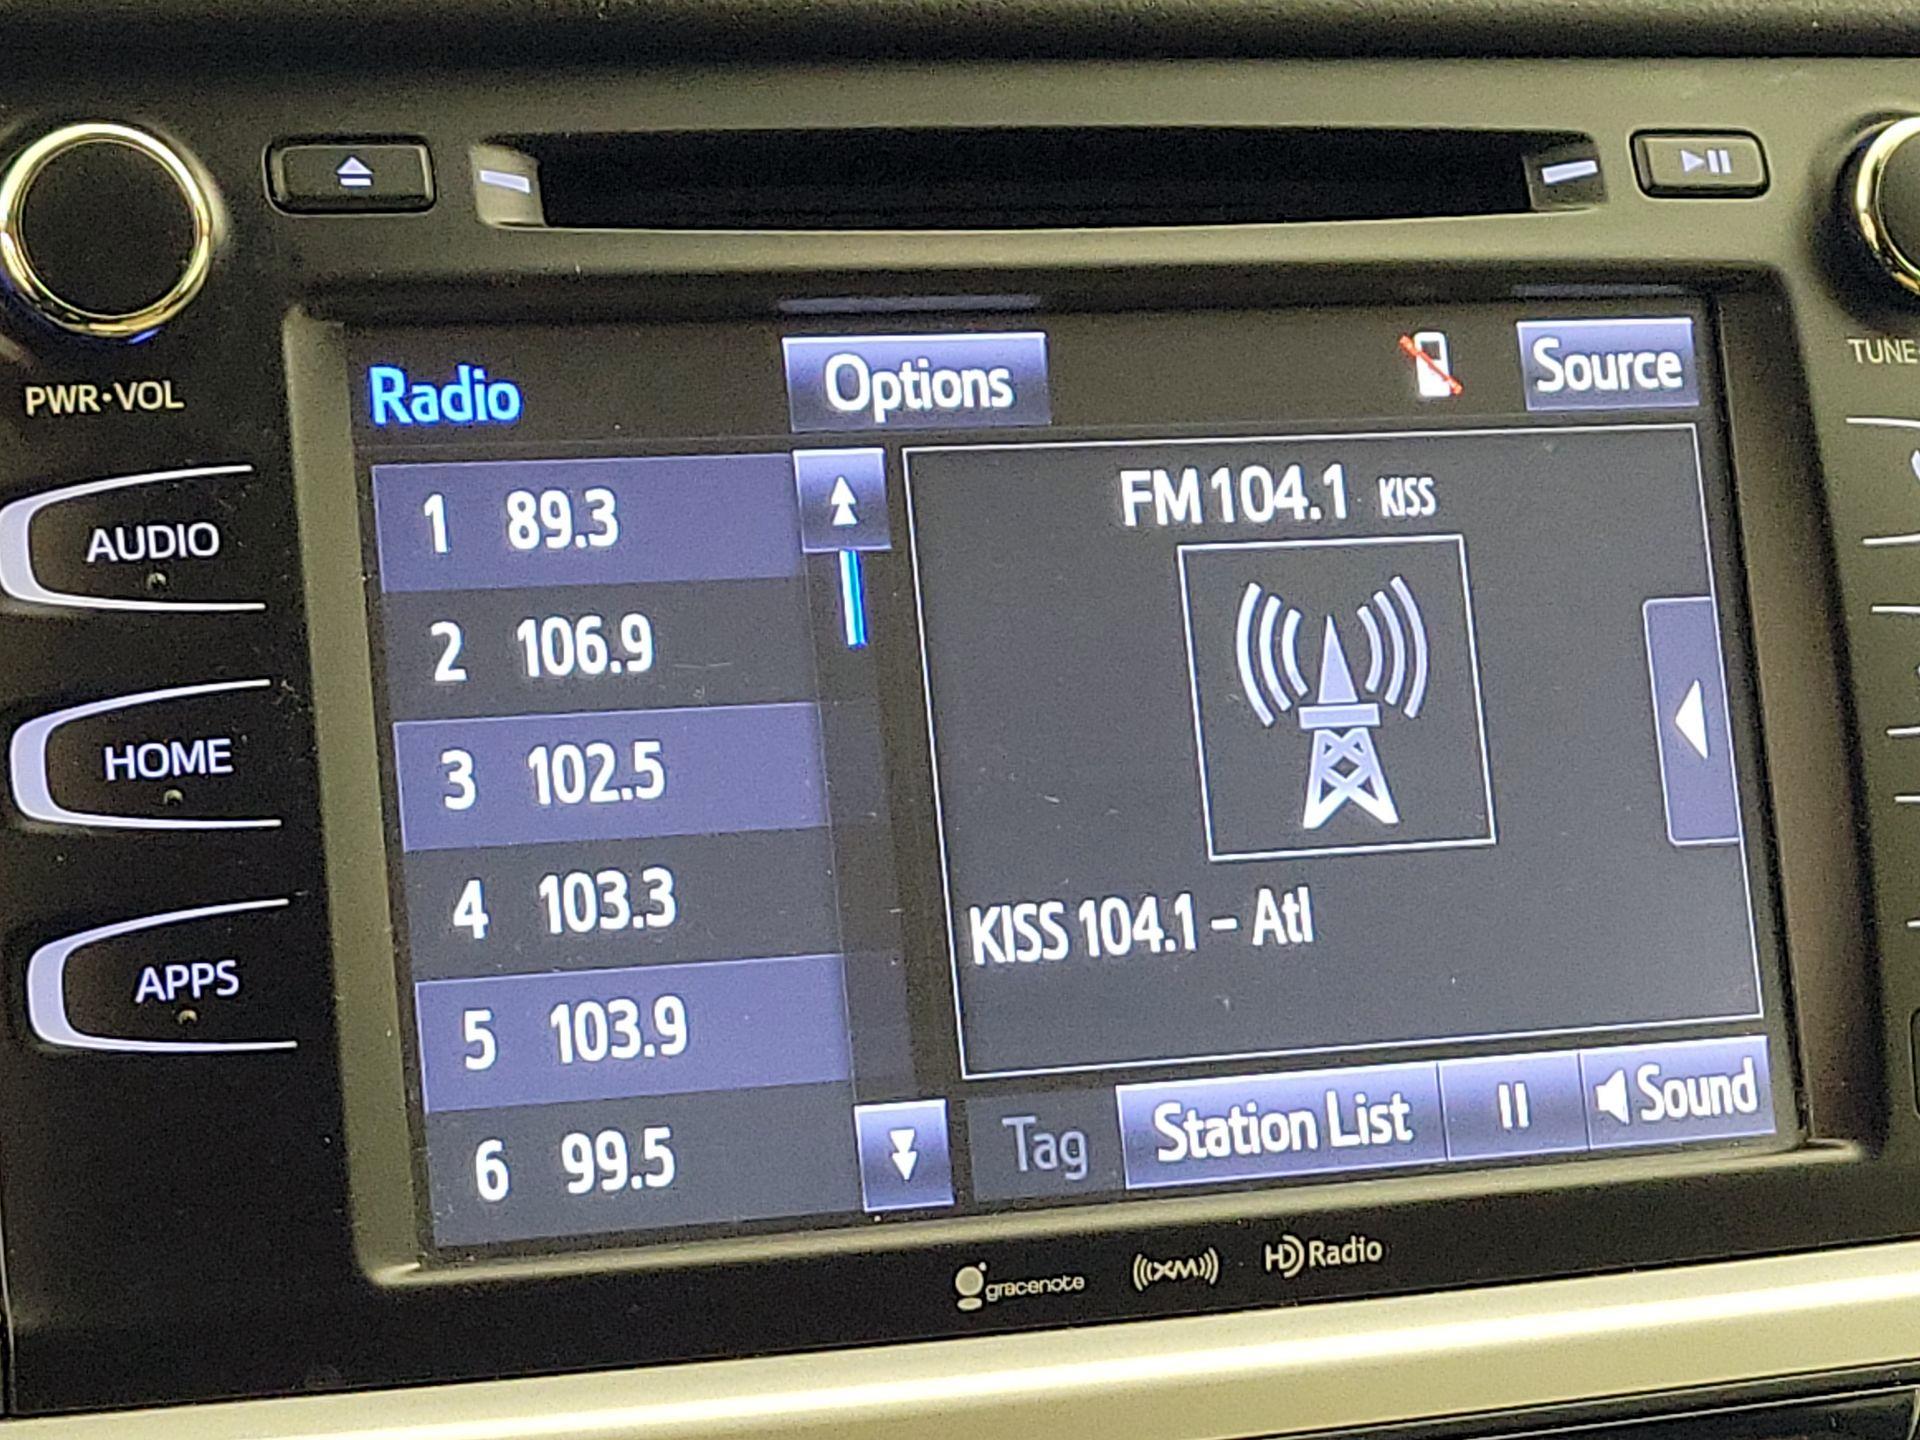 PWR•VOL
TUNE
AUDIO
HOME
APPS
Radio
Options
Source
1 89.3
2 106.9
3 102.5
4 103.3
5 103.9
6 99.5
FM 104.1 KISS
KISS 104.1 - Atl
Tag
Station List
Sound
gracenote
((XM))
HD Radio